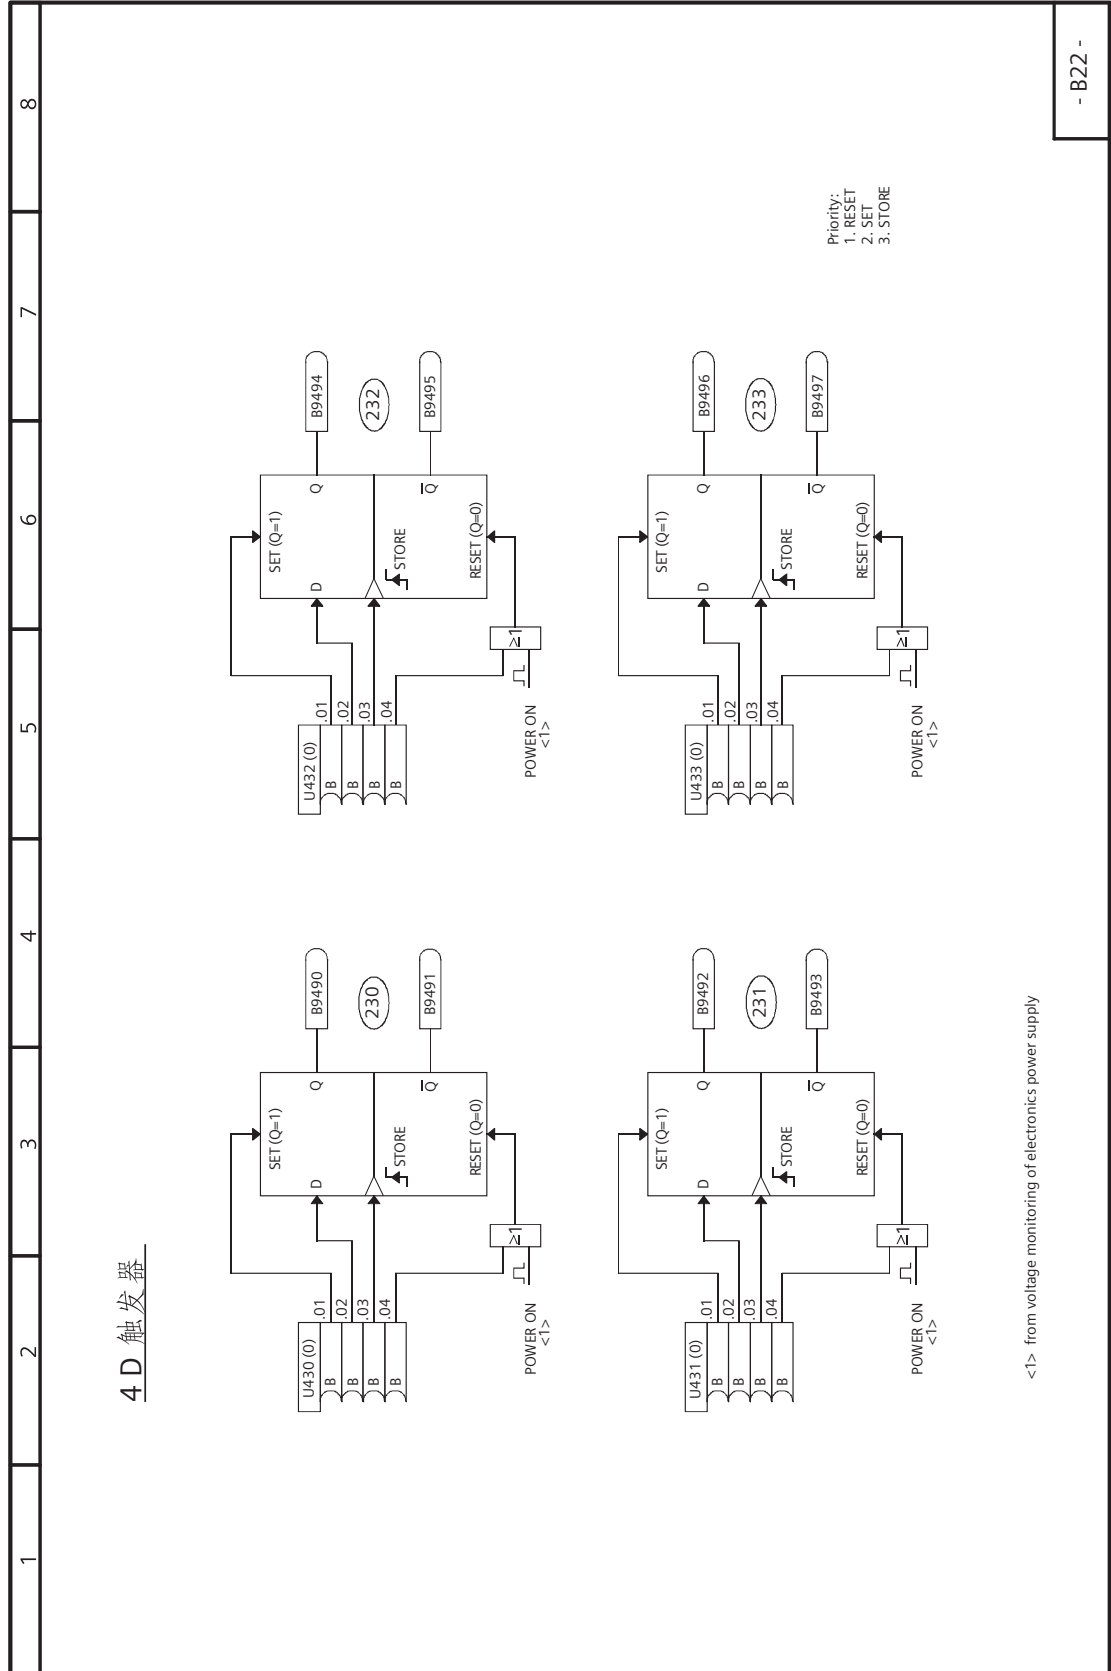 4 D 触发器
U430 (0)
B
B
B
B
.01
.02
.03
.04
SET (Q=1)
D
Q
STORE
Q
RESET (Q=0)
≥1
POWER ON
<1>
B9490
230
B9491
U432 (0)
B
B
B
B
.01
.02
.03
.04
SET (Q=1)
D
Q
STORE
Q
RESET (Q=0)
≥1
POWER ON
<1>
B9494
232
B9495
U431 (0)
B
B
B
B
.01
.02
.03
.04
SET (Q=1)
D
Q
STORE
Q
RESET (Q=0)
≥1
POWER ON
<1>
B9492
231
B9493
U433 (0)
B
B
B
B
.01
.02
.03
.04
SET (Q=1)
D
Q
STORE
Q
RESET (Q=0)
≥1
POWER ON
<1>
B9496
233
B9497
Priority:
1. RESET
2. SET
3. STORE
<1> from voltage monitoring of electronics power supply
1
2
3
4
5
6
7
8
- B22 -